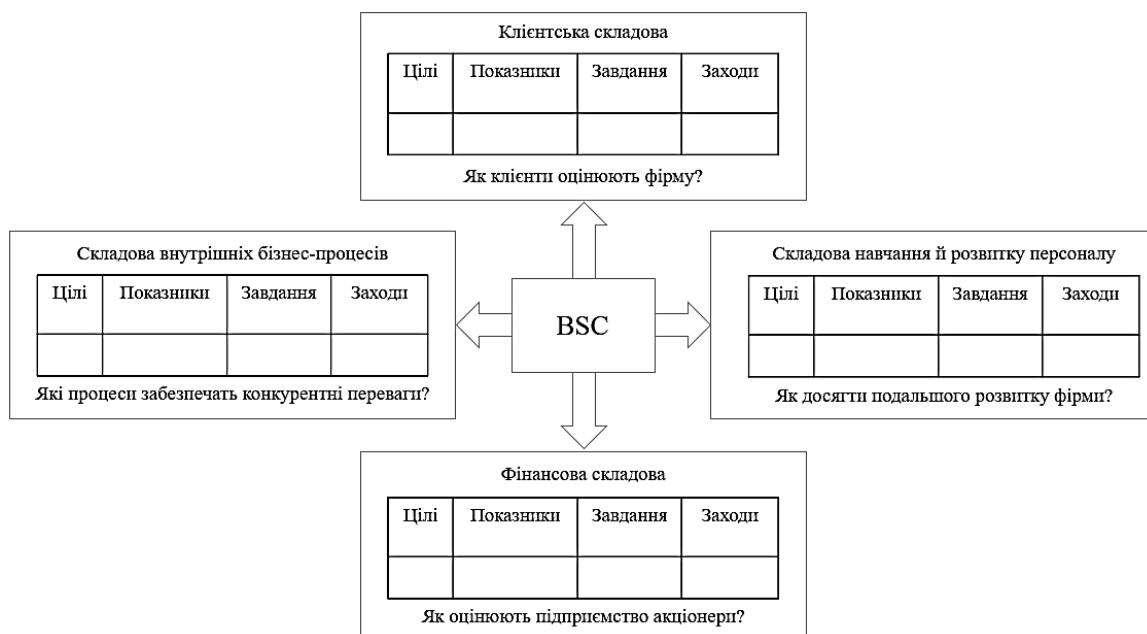 Клієнтська складова
Цілі Показники Завдання Заходи
Як клієнти оцінюють фірму?
Складова внутрішніх бізнес-процесів
Цілі Показники Завдання Заходи
Які процеси забезпечать конкурентні переваги?
BSC
Складова навчання й розвитку персоналу
Цілі Показники Завдання Заходи
Як досягти подальшого розвитку фірми?
Фінансова складова
Цілі Показники Завдання Заходи
Як оцінюють підприємство акціонери?